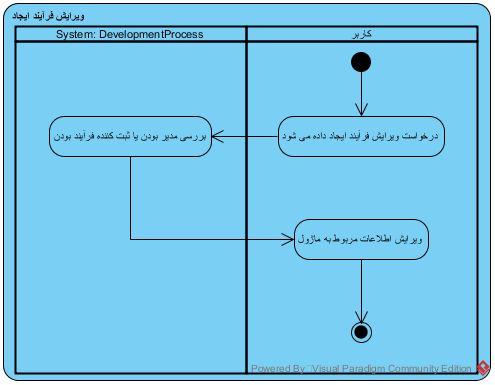 ویرایش فرآیند ایجاد
کاربر
System: DevelopmentProcess
درخواست ویرایش فرآیند ایجاد داده می شود
بررسی مدیر بودن یا ثبت کننده فرآیند بودن
ویرایش اطلاعات مربوط به ماژول
Powered By Visual Paradigm Community Edition